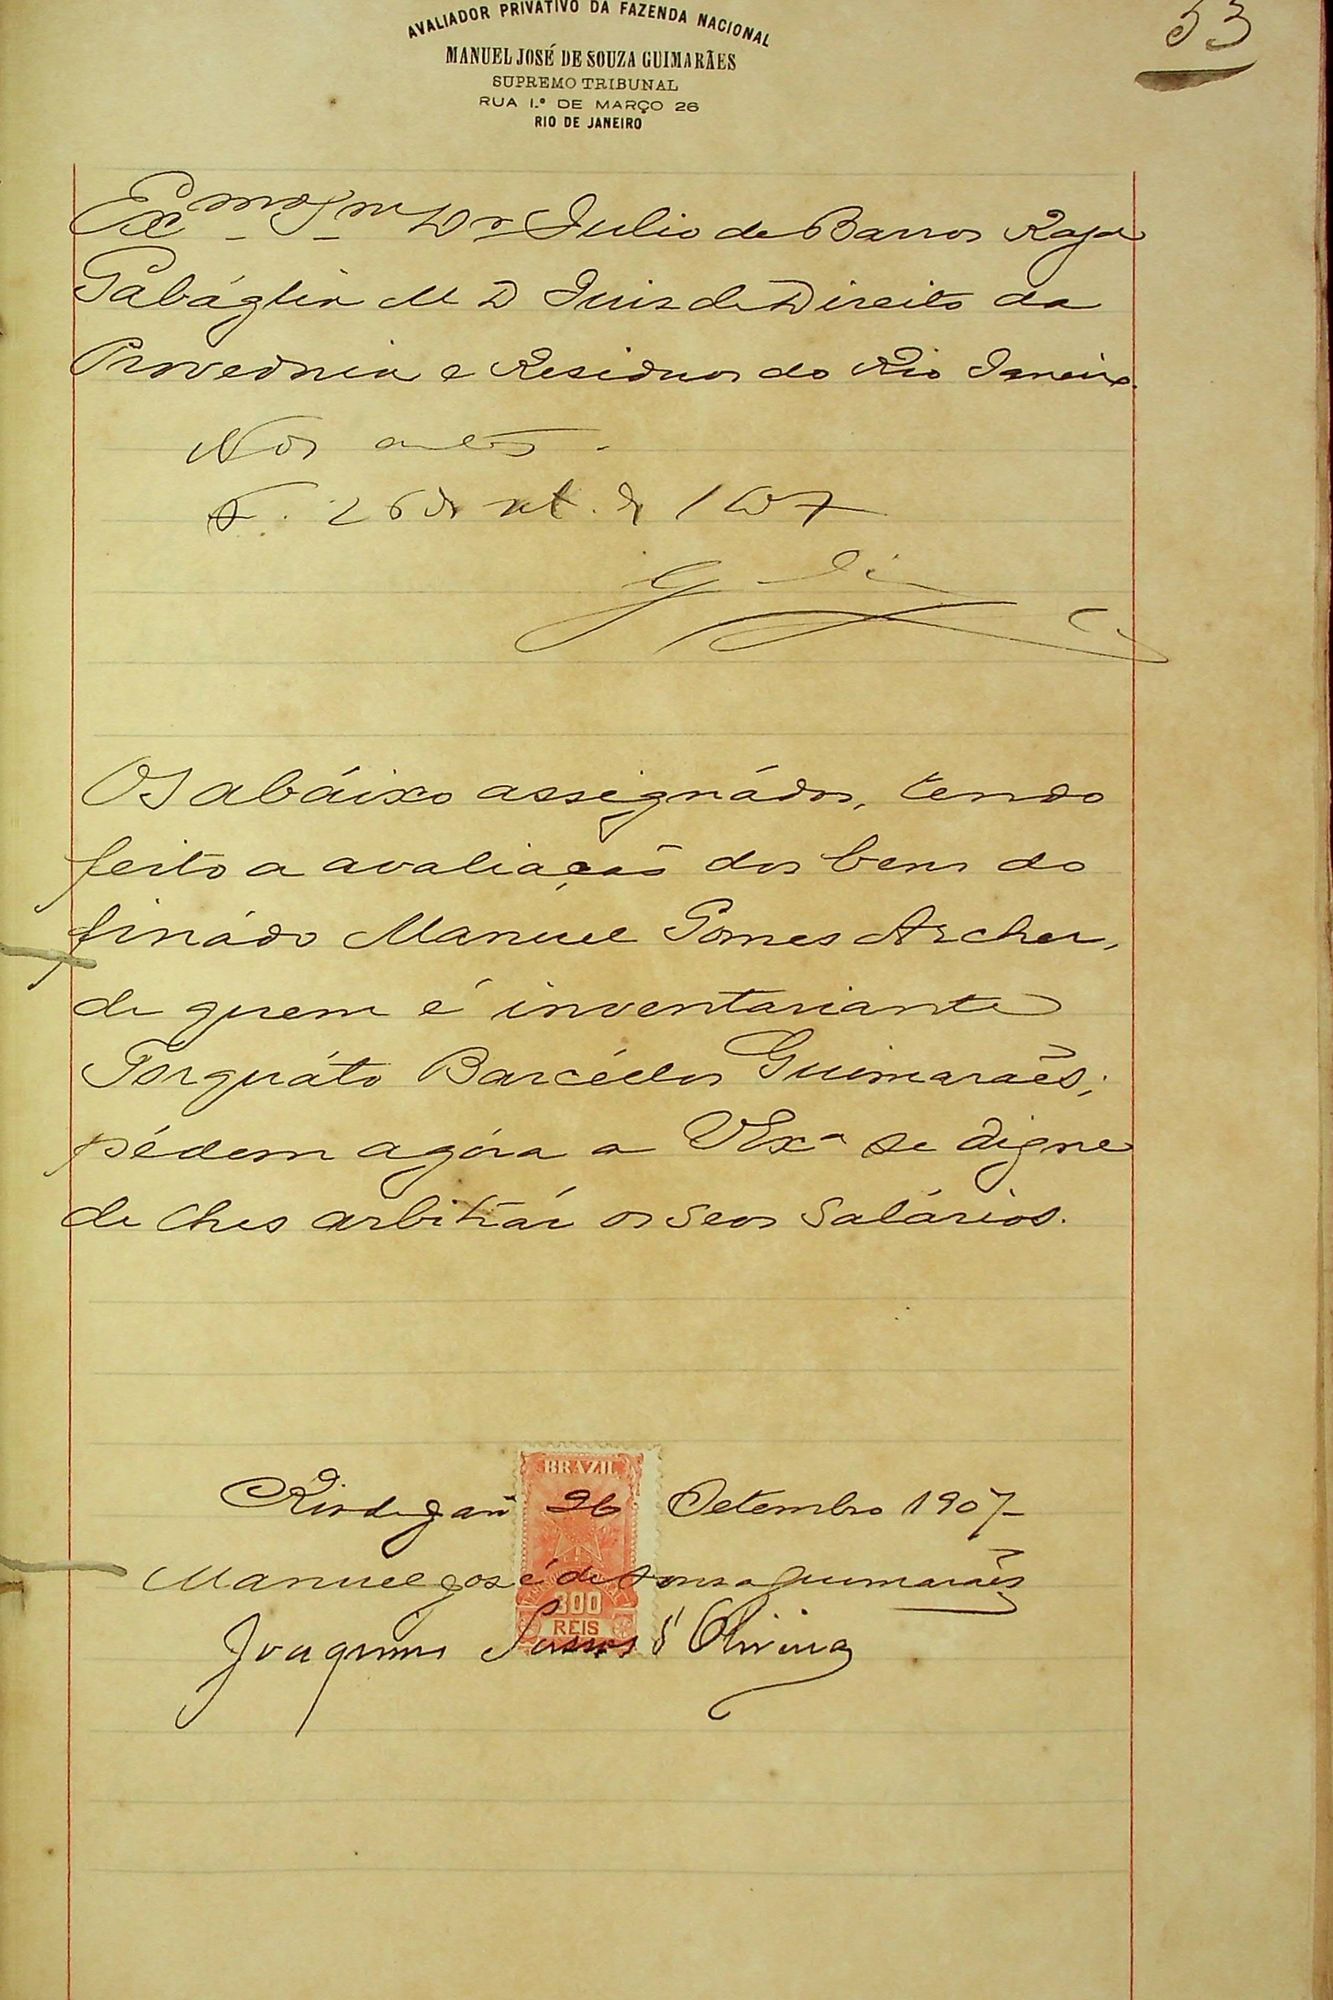 53
AVALIADOR PRIVATIVO DA FAZENDA NACIONAL
MANUEL JOSÉ DE SOUZA GUIMARÃES
SUPREMO TRIBUNAL
RUA 1.º DE MARÇO 26
RIO DE JANEIRO
Exmo Snr Dr Julio de Barros Raja
Gabáglia M D Juiz de Direito da
Provedoria e Residuos do Rio Janeiro.
Nos autos.
26 de set. de 1907
Os abáixo assignádos, tendo
feito a avaliação dos bens do
finádo Manuel Gomes Archer,
de quem é inventariante
Torquáto Barcéllos Guimarães;
pédem agóra a VExa se digne
de lhes arbitrár os seos salários.
Rio de Janº 26 Setembro 1907
BRAZIL
300
REIS
Manuel José de Souza Guimarães
Joaquim Passos d'Oliveira